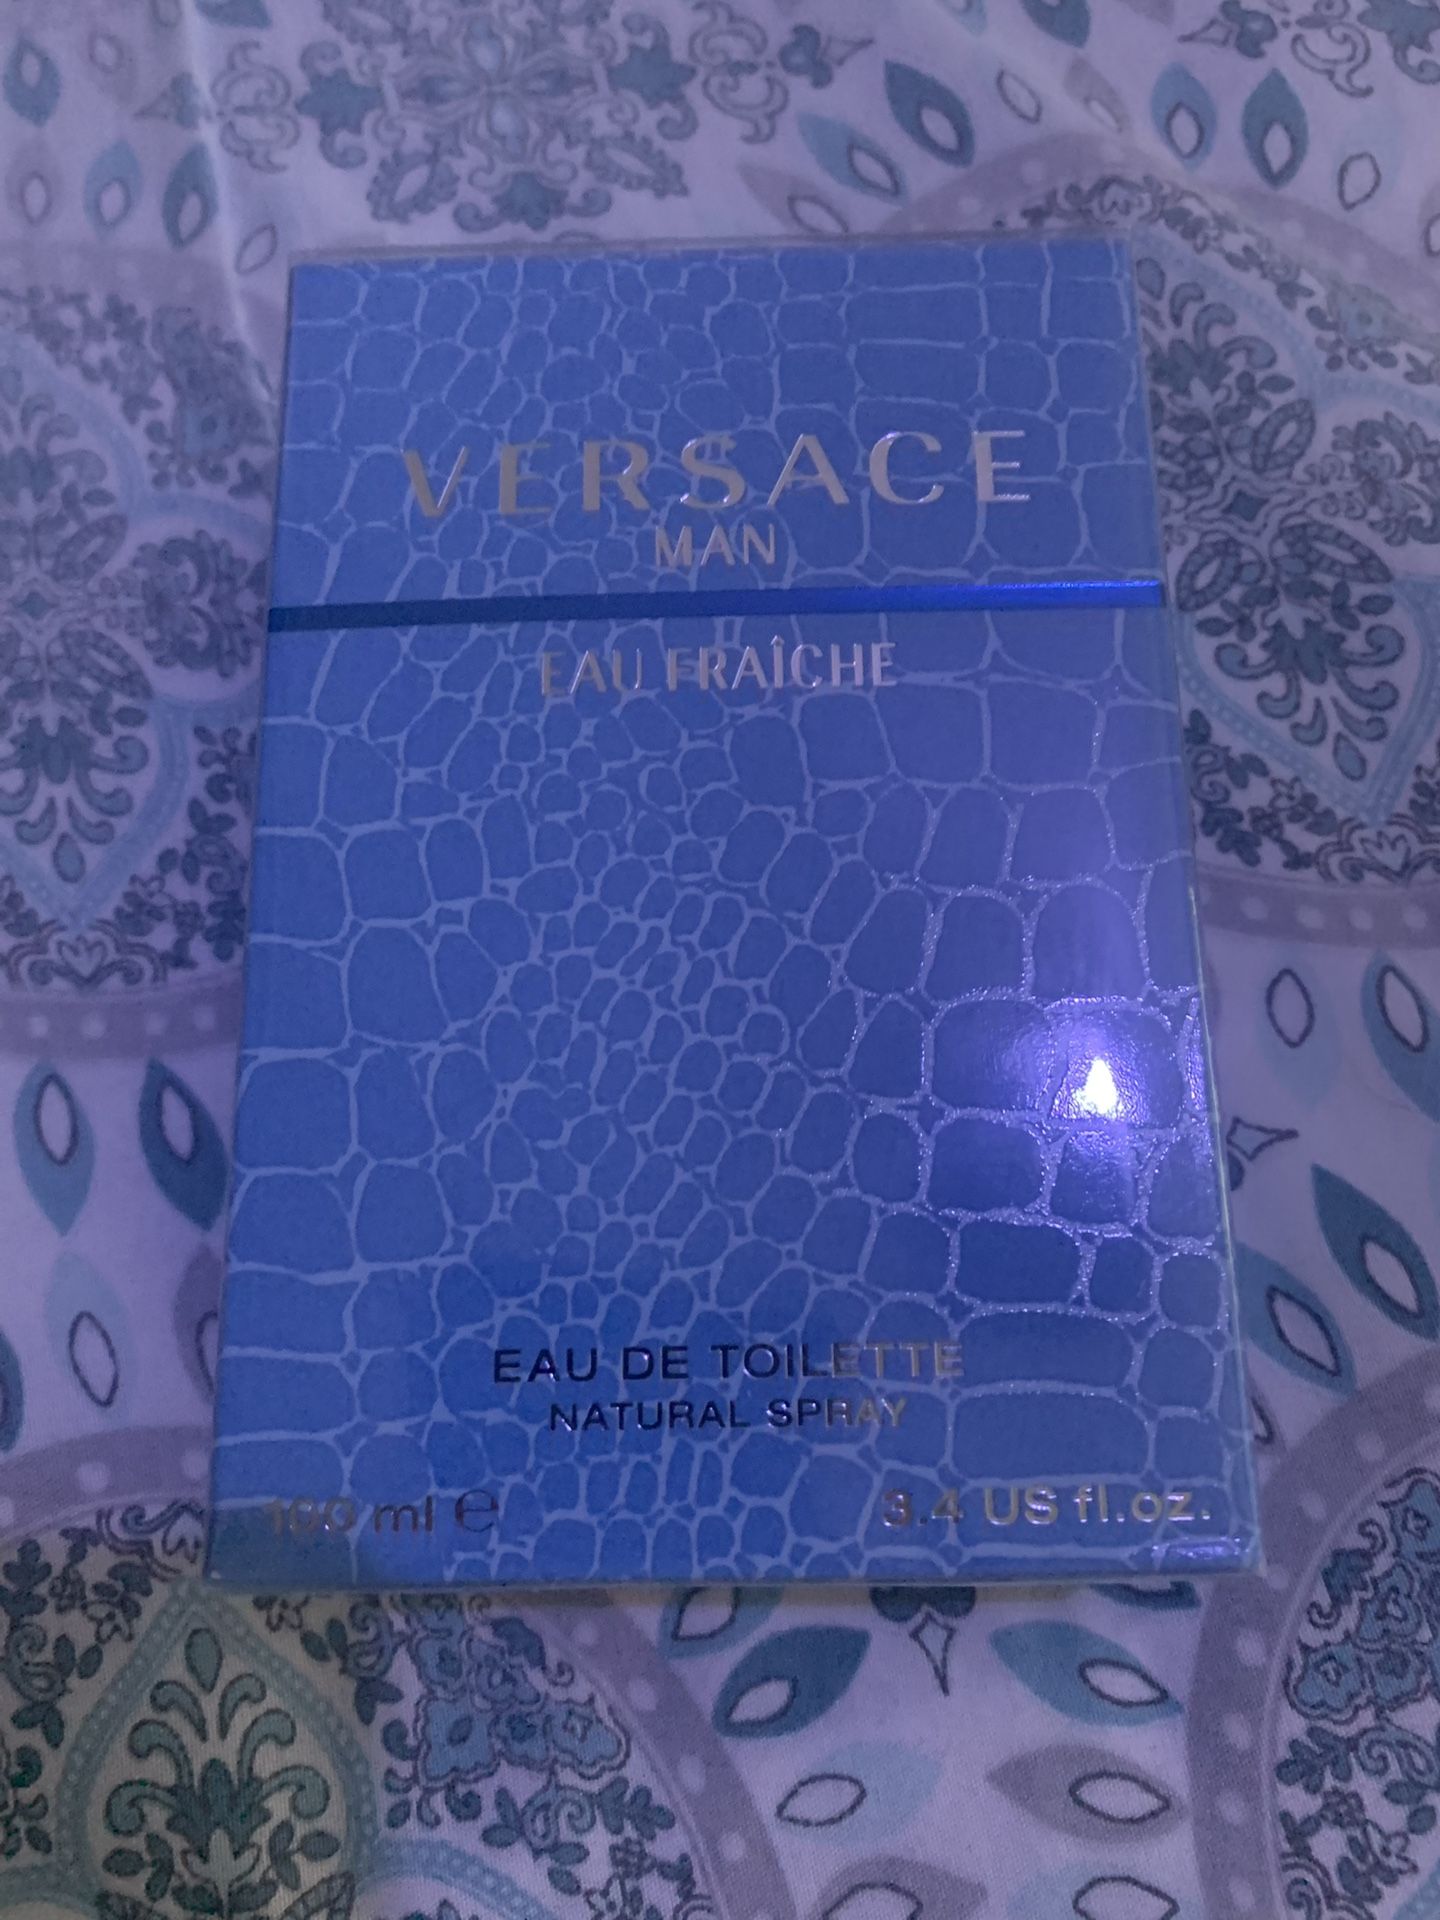 VERSACE
MAN
EAU FRAÎCHE
EAU DE TOILETTE
NATURAL SPRAY
100 ml ℮ 3.4 US fl.oz.